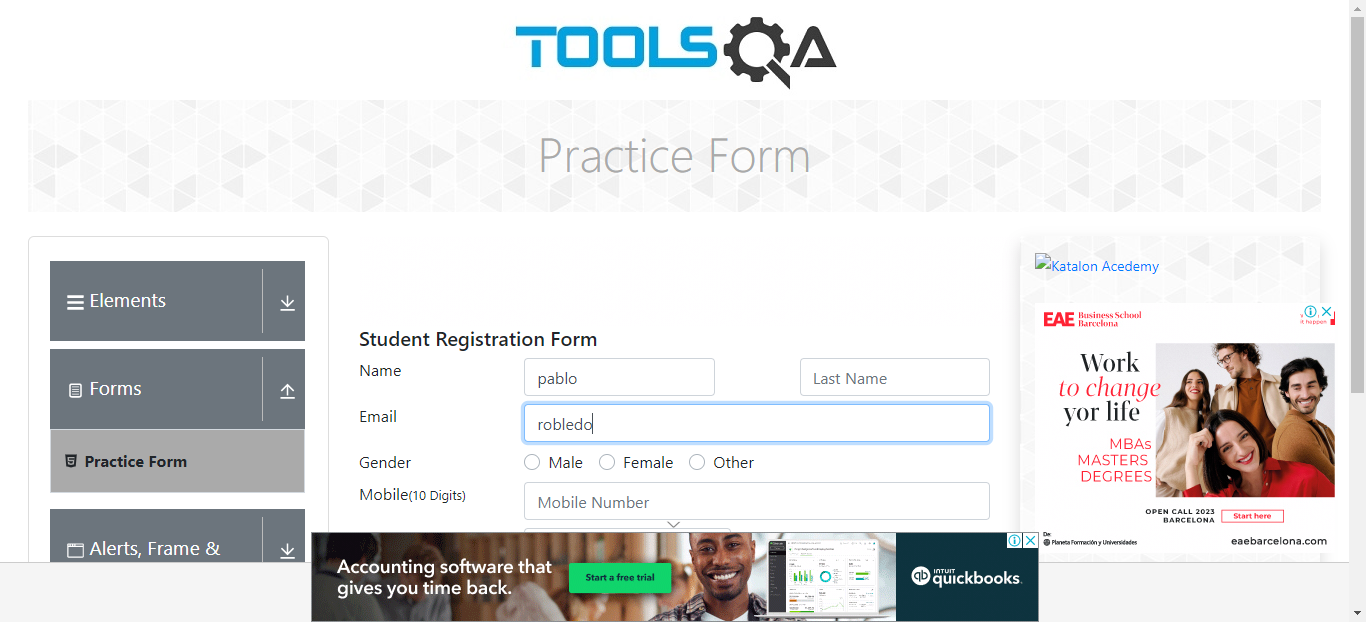 TOOLSQA
Practice Form
Elements
Forms
Practice Form
Alerts, Frame &
Student Registration Form
Name
pablo
Last Name
Email
robledo
Gender
Male
Female
Other
Mobile(10 Digits)
Mobile Number
Katalon Acedemy
EAE Business School
Barcelona
it happen
Work
to change
yor life
MBAs
MASTERS
DEGREES
OPEN CALL 2023
BARCELONA
Start here
De:
Planeta Formación y Universidades
eaebarcelona.com
Accounting software that
gives you time back.
Start a free trial
INTUIT
quickbooks